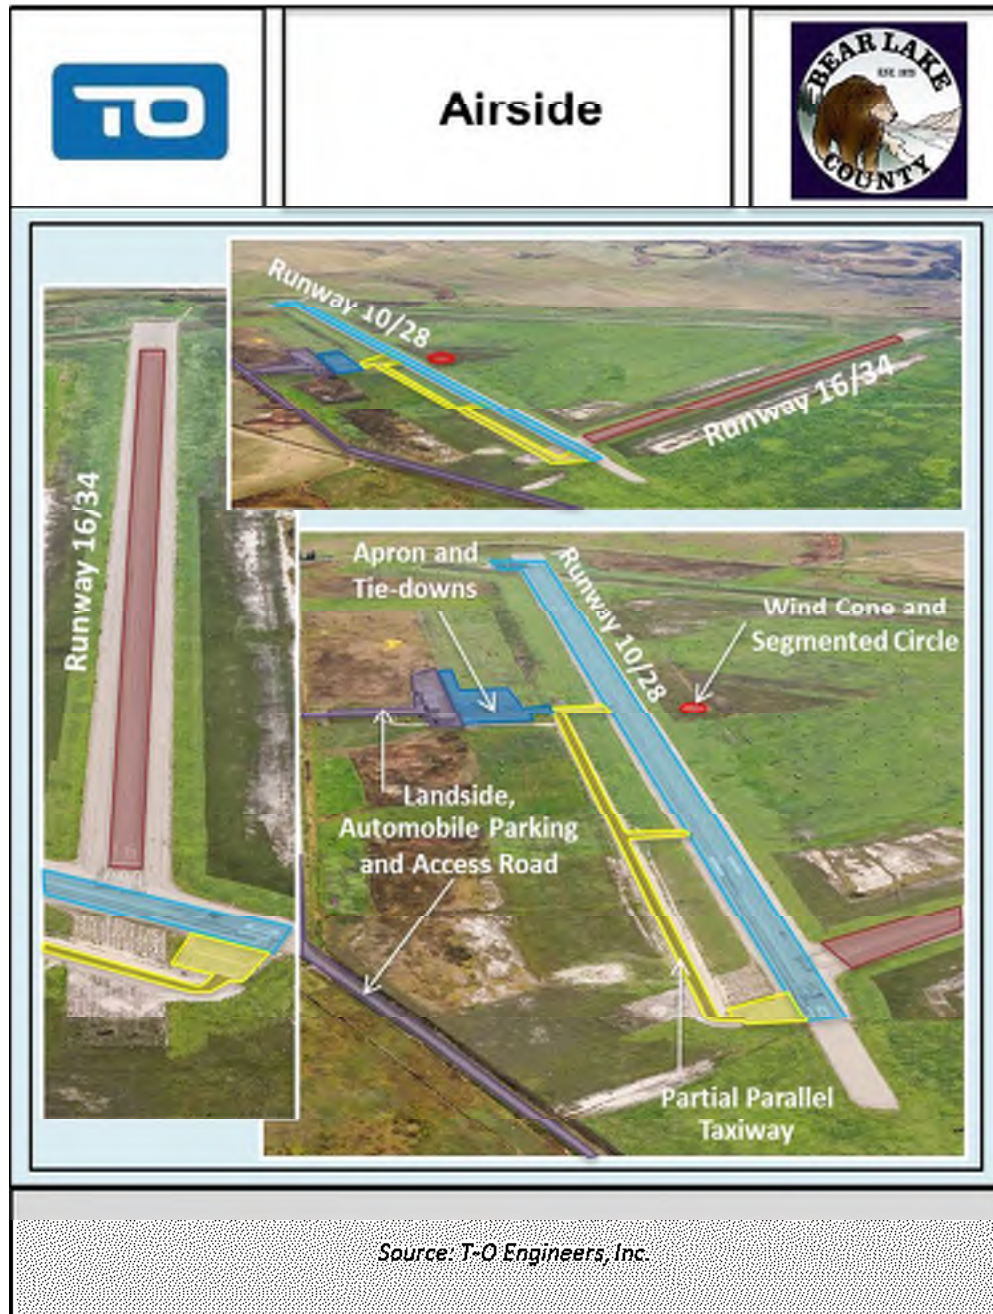 TO
Airside
BEAR LAKE
COUNTY
Runway 10/28
Runway 16/34
Runway 16/34
Apron and
Tie-downs
Runway 10/28
Wind Cone and
Segmented Circle
Landside,
Automobile Parking
and Access Road
Partial Parallel
Taxiway
Source: T-O Engineers, Inc.